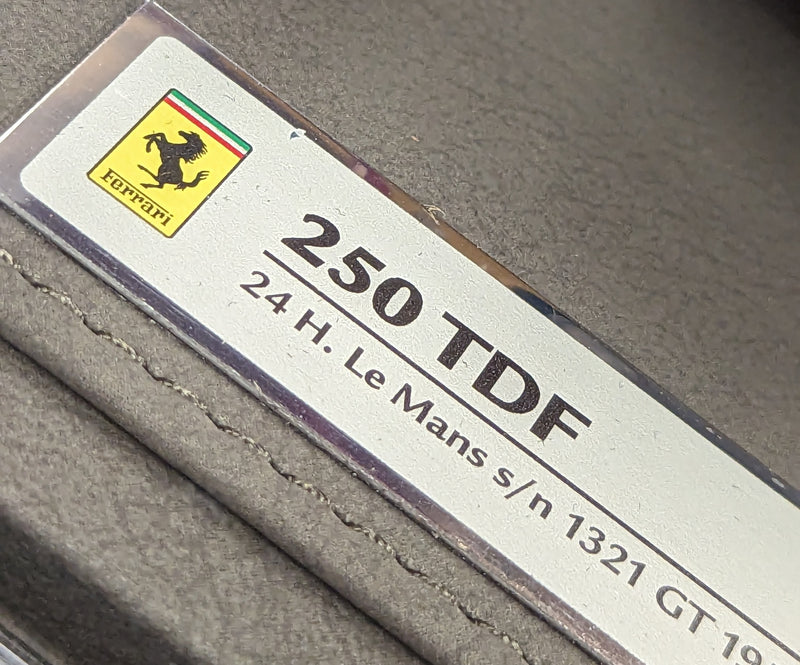 Ferrari
250 TDF
24 H. Le Mans s/n 1321 GT 19